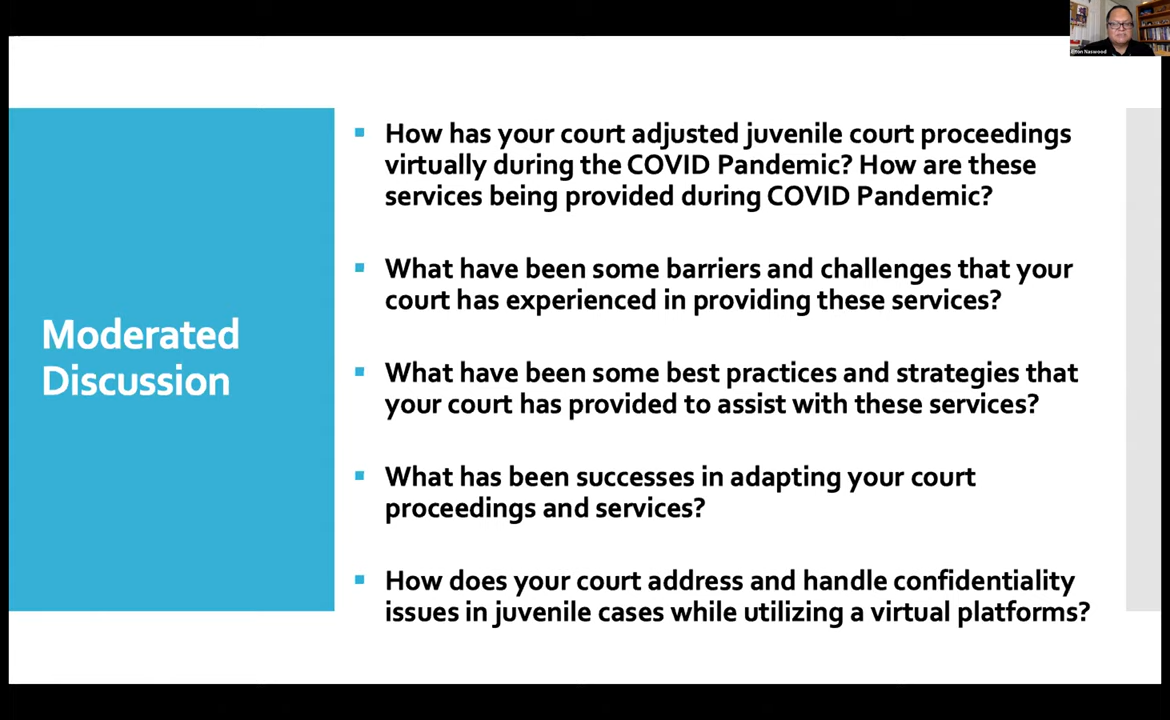 Moderated
Discussion
How has your court adjusted juvenile court proceedings
virtually during the COVID Pandemic? How are these
services being provided during COVID Pandemic?
What have been some barriers and challenges that your
court has experienced in providing these services?
What have been some best practices and strategies that
your court has provided to assist with these services?
What has been successes in adapting your court
proceedings and services?
How does your court address and handle confidentiality
issues in juvenile cases while utilizing a virtual platforms?
Naswood